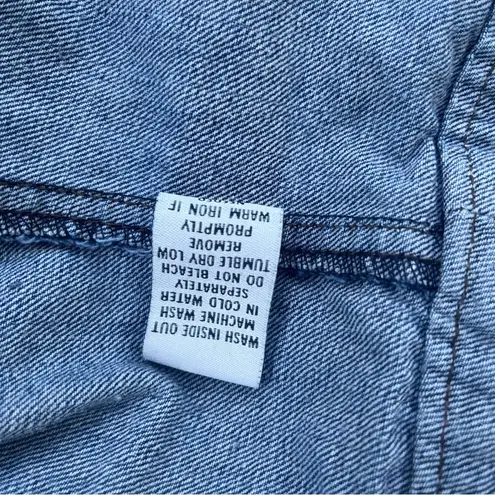 WASH INSIDE OUT
MACHINE WASH
IN COLD WATER
SEPARATELY
DO NOT BLEACH
TUMBLE DRY LOW
REMOVE
PROMPTLY
WARM IRON IF